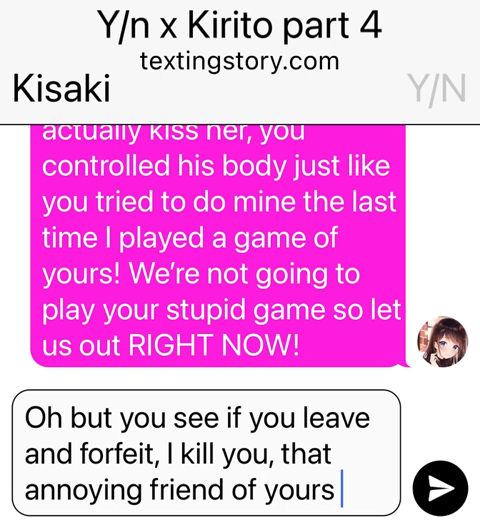 Y/n x Kirito part 4
textingstory.com
Kisaki
Y/N
actually kiss her, you
controlled his body just like
you tried to do mine the last
time I played a game of
yours! We’re not going to
play your stupid game so let
us out RIGHT NOW!
Oh but you see if you leave
and forfeit, I kill you, that
annoying friend of yours